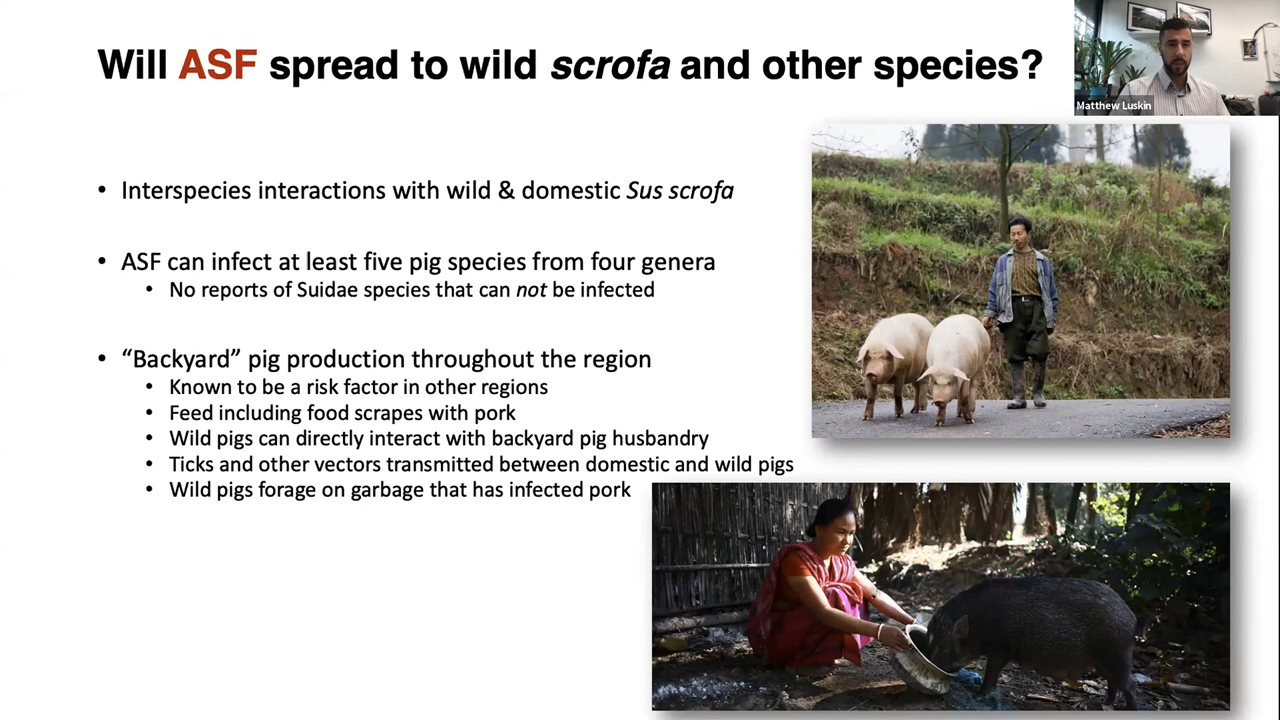 Will ASF spread to wild scrofa and other species?
Matthew Luskin
• Interspecies interactions with wild & domestic Sus scrofa
• ASF can infect at least five pig species from four genera
• No reports of Suidae species that can not be infected
• “Backyard” pig production throughout the region
• Known to be a risk factor in other regions
• Feed including food scrapes with pork
• Wild pigs can directly interact with backyard pig husbandry
• Ticks and other vectors transmitted between domestic and wild pigs
• Wild pigs forage on garbage that has infected pork